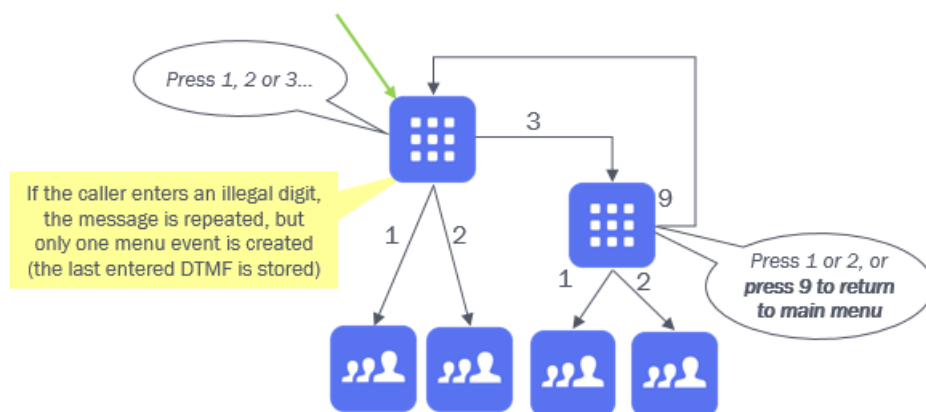 Press 1, 2 or 3...
3
If the caller enters an illegal digit,
the message is repeated, but
only one menu event is created
(the last entered DTMF is stored)
1
2
9
1
2
Press 1 or 2, or
press 9 to return
to main menu